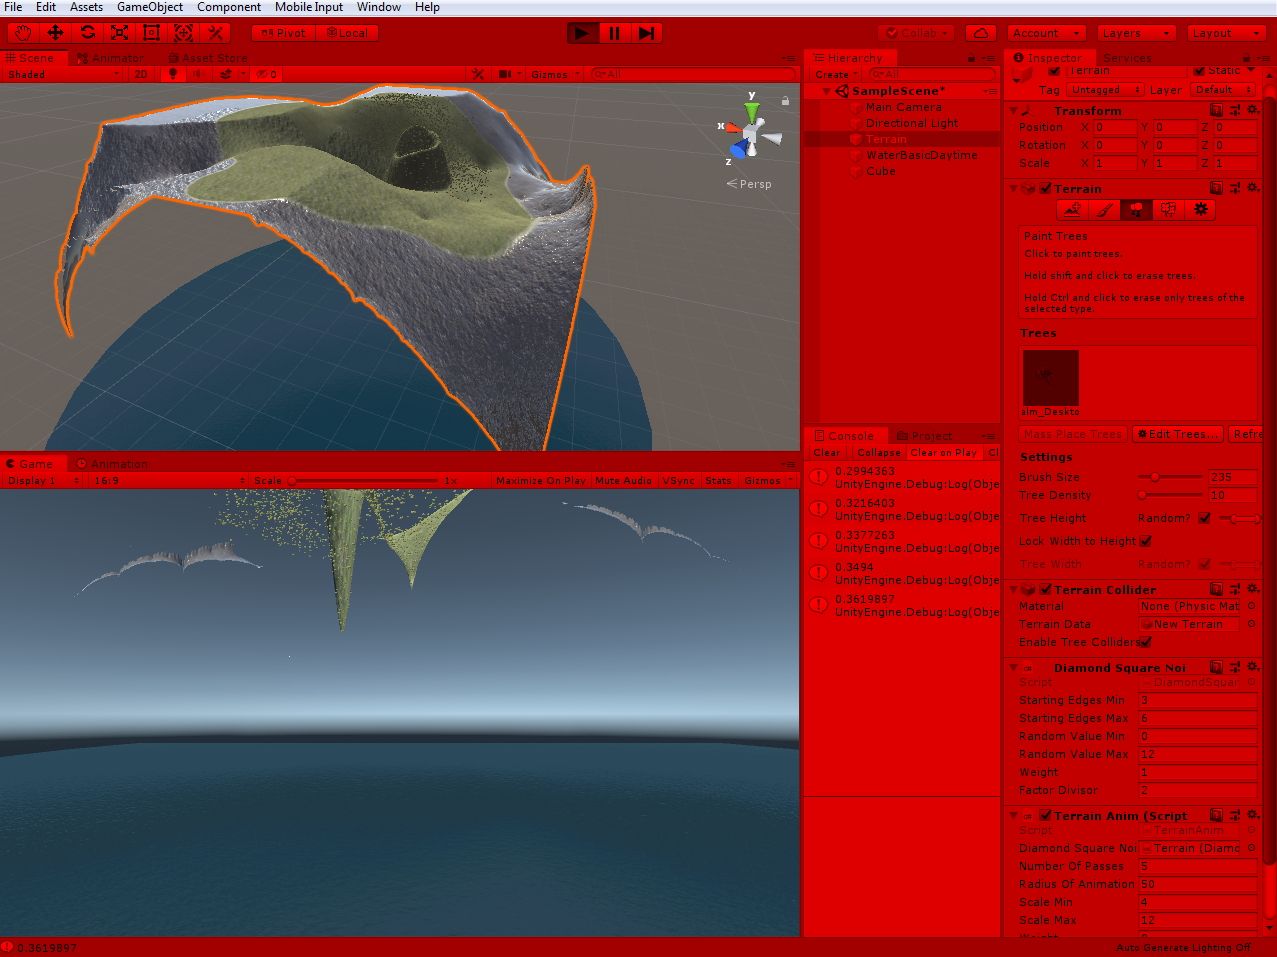 File Edit Assets GameObject Component Mobile Input Window Help
Pivot Local Collab Account Layers Layout
Scene Animator Asset Store
Shaded 2D 0 Gizmos All
y
x
z
Persp
Game Animation
Display 1 16:9 Scale 1x Maximize On Play Mute Audio VSync Stats Gizmos
Hierarchy
Create All
SampleScene*
Main Camera
Directional Light
Terrain
WaterBasicDaytime
Cube
Console Project
Clear Collapse Clear on Play
0.2994363
UnityEngine.Debug:Log(Obje
0.3216403
UnityEngine.Debug:Log(Obje
0.3377263
UnityEngine.Debug:Log(Obje
0.3494
UnityEngine.Debug:Log(Obje
0.3619897
UnityEngine.Debug:Log(Obje
Inspector Services
Terrain Static
Tag Untagged Layer Default
Transform
Position X 0 Y 0 Z 0
Rotation X 0 Y 0 Z 0
Scale X 1 Y 1 Z 1
Terrain
Paint Trees
Click to paint trees.
Hold shift and click to erase trees.
Hold Ctrl and click to erase only trees of the
selected type.
Trees
alm_Deskto
Mass Place Trees Edit Trees... Refre
Settings
Brush Size 235
Tree Density 10
Tree Height Random?
Lock Width to Height
Tree Width Random?
Terrain Collider
Material None (Physic Mat
Terrain Data New Terrain
Enable Tree Colliders
Diamond Square Noi
Script DiamondSquar
Starting Edges Min 3
Starting Edges Max 6
Random Value Min 0
Random Value Max 12
Weight 1
Factor Divisor 2
Terrain Anim (Script
Script TerrainAnim
Diamond Square Noi Terrain (Diamo
Number Of Passes 5
Radius Of Animation 50
Scale Min 4
Scale Max 12
0.3619897
Auto Generate Lighting Off